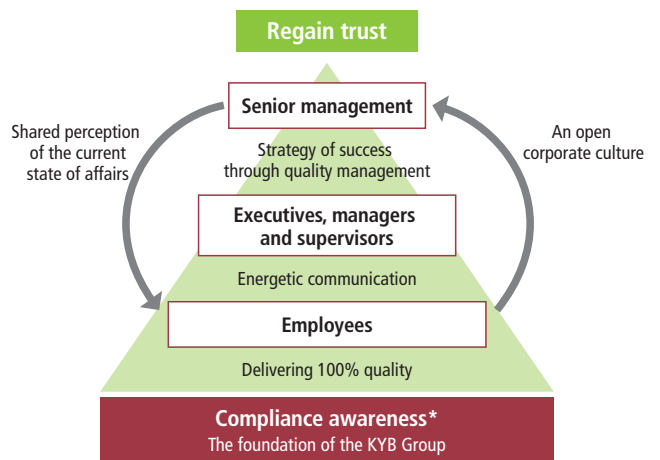 Regain trust
Senior management
Shared perception
of the current
state of affairs
An open
corporate culture
Strategy of success
through quality management
Executives, managers
and supervisors
Energetic communication
Employees
Delivering 100% quality
Compliance awareness*
The foundation of the KYB Group